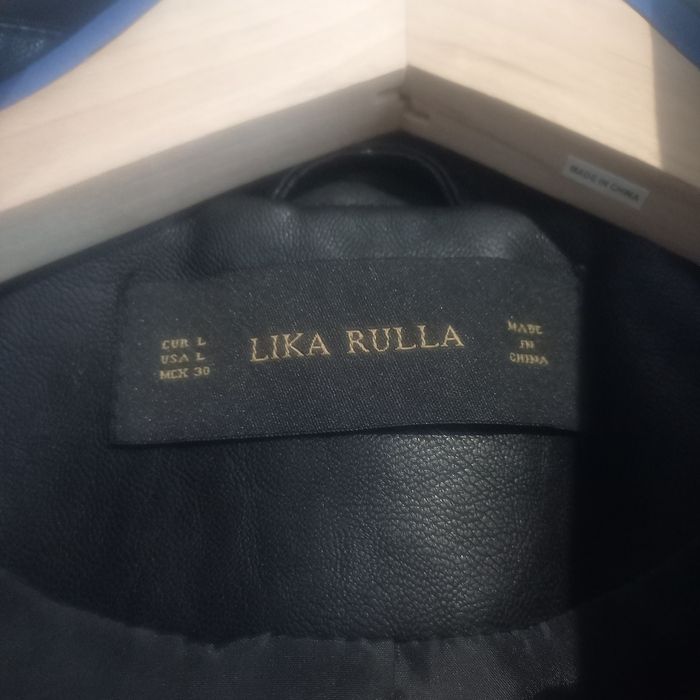 MADE IN CHINA
EUR L
USA L
MEX 30
LIKA RULLA
MADE
IN
CHINA